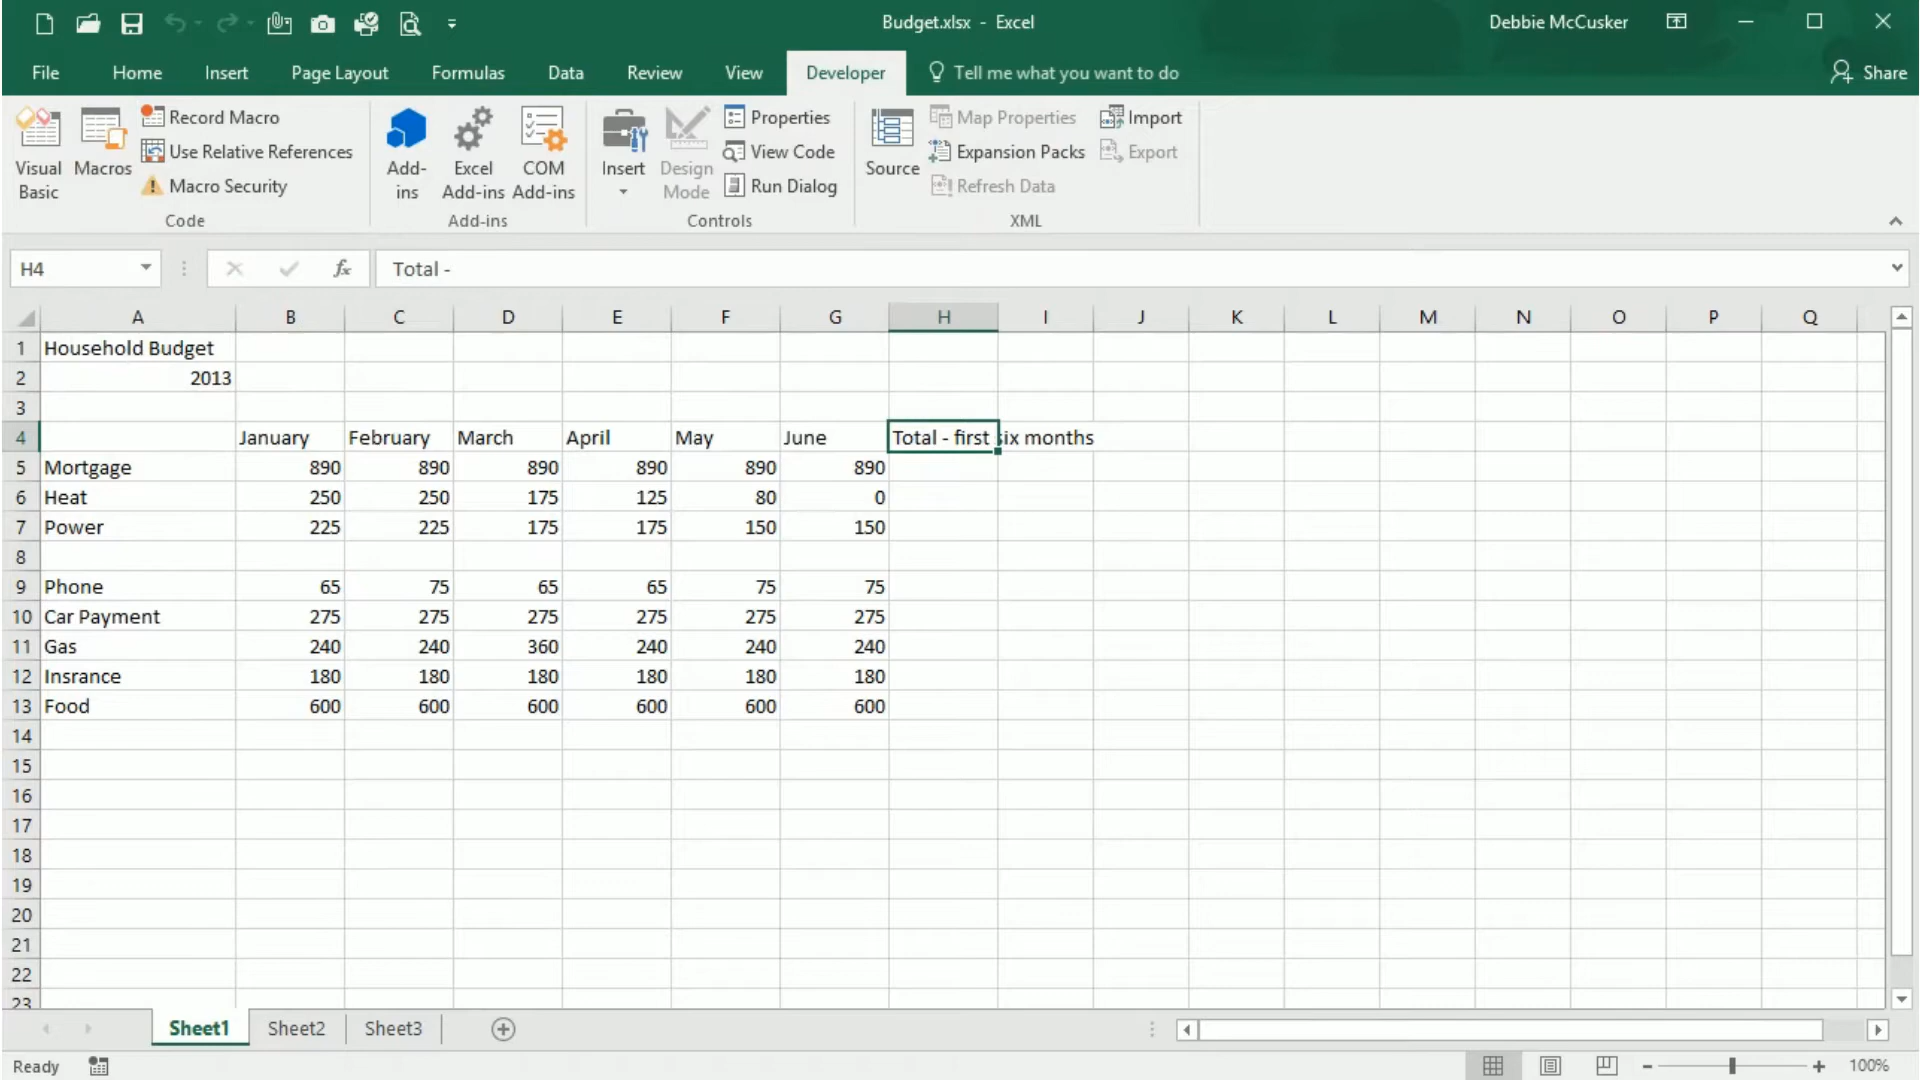 Budget.xlsx - Excel
Debbie McCusker
File Home Insert Page Layout Formulas Data Review View Developer Tell me what you want to do Share
Visual Basic
Macros
Record Macro
Use Relative References
Macro Security
Code
Add-ins
Excel Add-ins
COM Add-ins
Add-ins
Insert
Design Mode
Properties
View Code
Run Dialog
Controls
Source
Map Properties
Expansion Packs
Refresh Data
Import
Export
XML
H4 fx Total -
A B C D E F G H I J K L M N O P Q
1 Household Budget
2 2013
3
4 January February March April May June Total - first six months
5 Mortgage 890 890 890 890 890 890
6 Heat 250 250 175 125 80 0
7 Power 225 225 175 175 150 150
8
9 Phone 65 75 65 65 75 75
10 Car Payment 275 275 275 275 275 275
11 Gas 240 240 360 240 240 240
12 Insrance 180 180 180 180 180 180
13 Food 600 600 600 600 600 600
14
15
16
17
18
19
20
21
22
23
Sheet1 Sheet2 Sheet3
Ready 100%